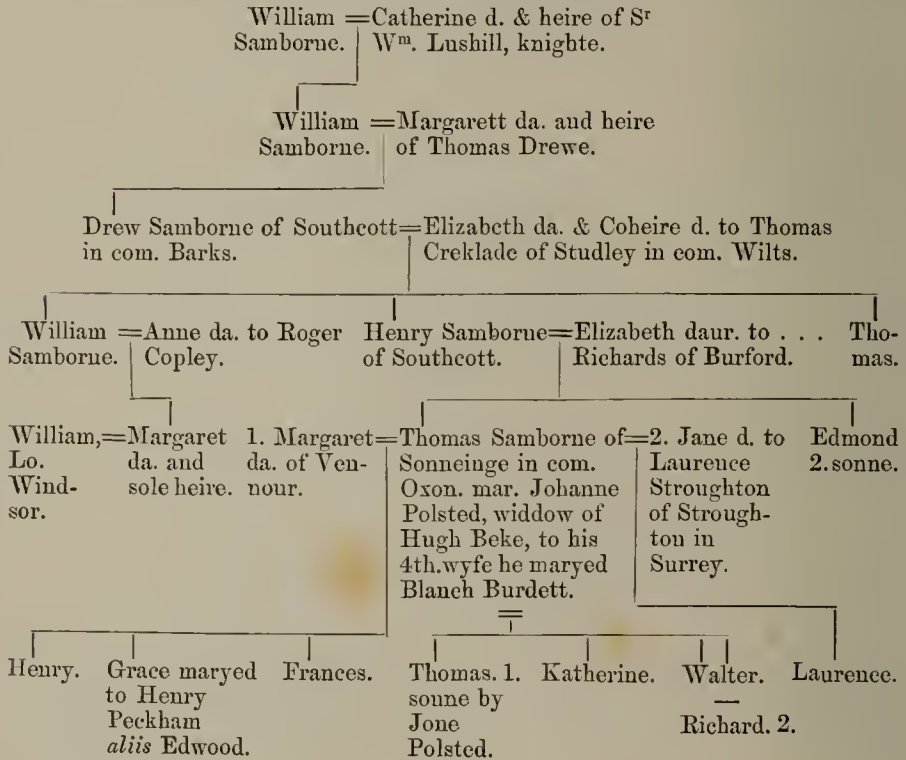 William =Catherine d. & heire of Sʳ
Samborne. Wᵐ. Lushill, knighte.
William =Margarett da. and heire
Samborne. of Thomas Drewe.
Drew Samborne of Southcott=Elizabeth da. & Coheire d. to Thomas
in com. Barks. Creklade of Studley in com. Wilts.
William =Anne da. to Roger
Samborne. Copley.
Henry Samborne=Elizabeth daur. to . . .
of Southcott. Richards of Burford.
Tho-
mas.
William,=Margaret
Lo. da. and
Wind- sole heire.
sor.
1. Margaret=Thomas Samborne of=2. Jane d. to
da. of Ven- Sonneinge in com. Laurence
nour. Oxon. mar. Johanne Stroughton
Polsted, widdow of of Strough-
Hugh Beke, to his ton in
4th.wyfe he maryed Surrey.
Blanch Burdett.
Edmond
2.sonne.
Henry.
Grace maryed
to Henry
Peckham
aliis Edwood.
Frances.
Thomas. 1.
sonne by
Jone
Polsted.
Katherine.
Walter.
—
Richard. 2.
Laurence.